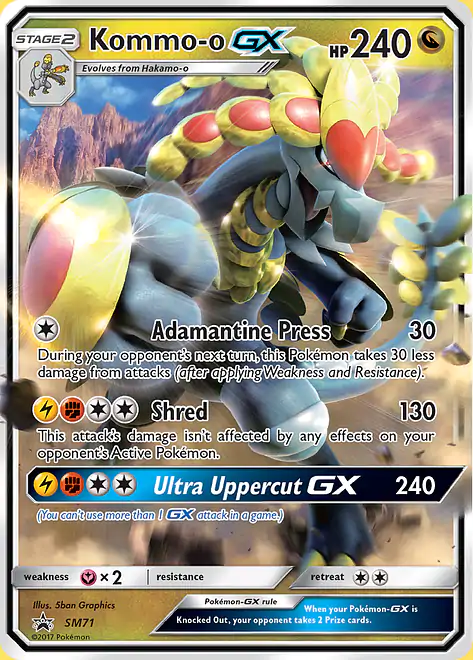 STAGE2 Kommo-o GX HP 240
Evolves from Hakamo-o
Adamantine Press 30
During your opponent's next turn, this Pokémon takes 30 less
damage from attacks (after applying Weakness and Resistance).
Shred 130
This attack's damage isn't affected by any effects on your
opponent's Active Pokémon.
Ultra Uppercut GX 240
(You can't use more than 1 GX attack in a game.)
weakness × 2 resistance retreat
Illus. 5ban Graphics
Pokémon-GX rule
When your Pokémon-GX is
Knocked Out, your opponent takes 2 Prize cards.
PROMO SM71
©2017 Pokémon